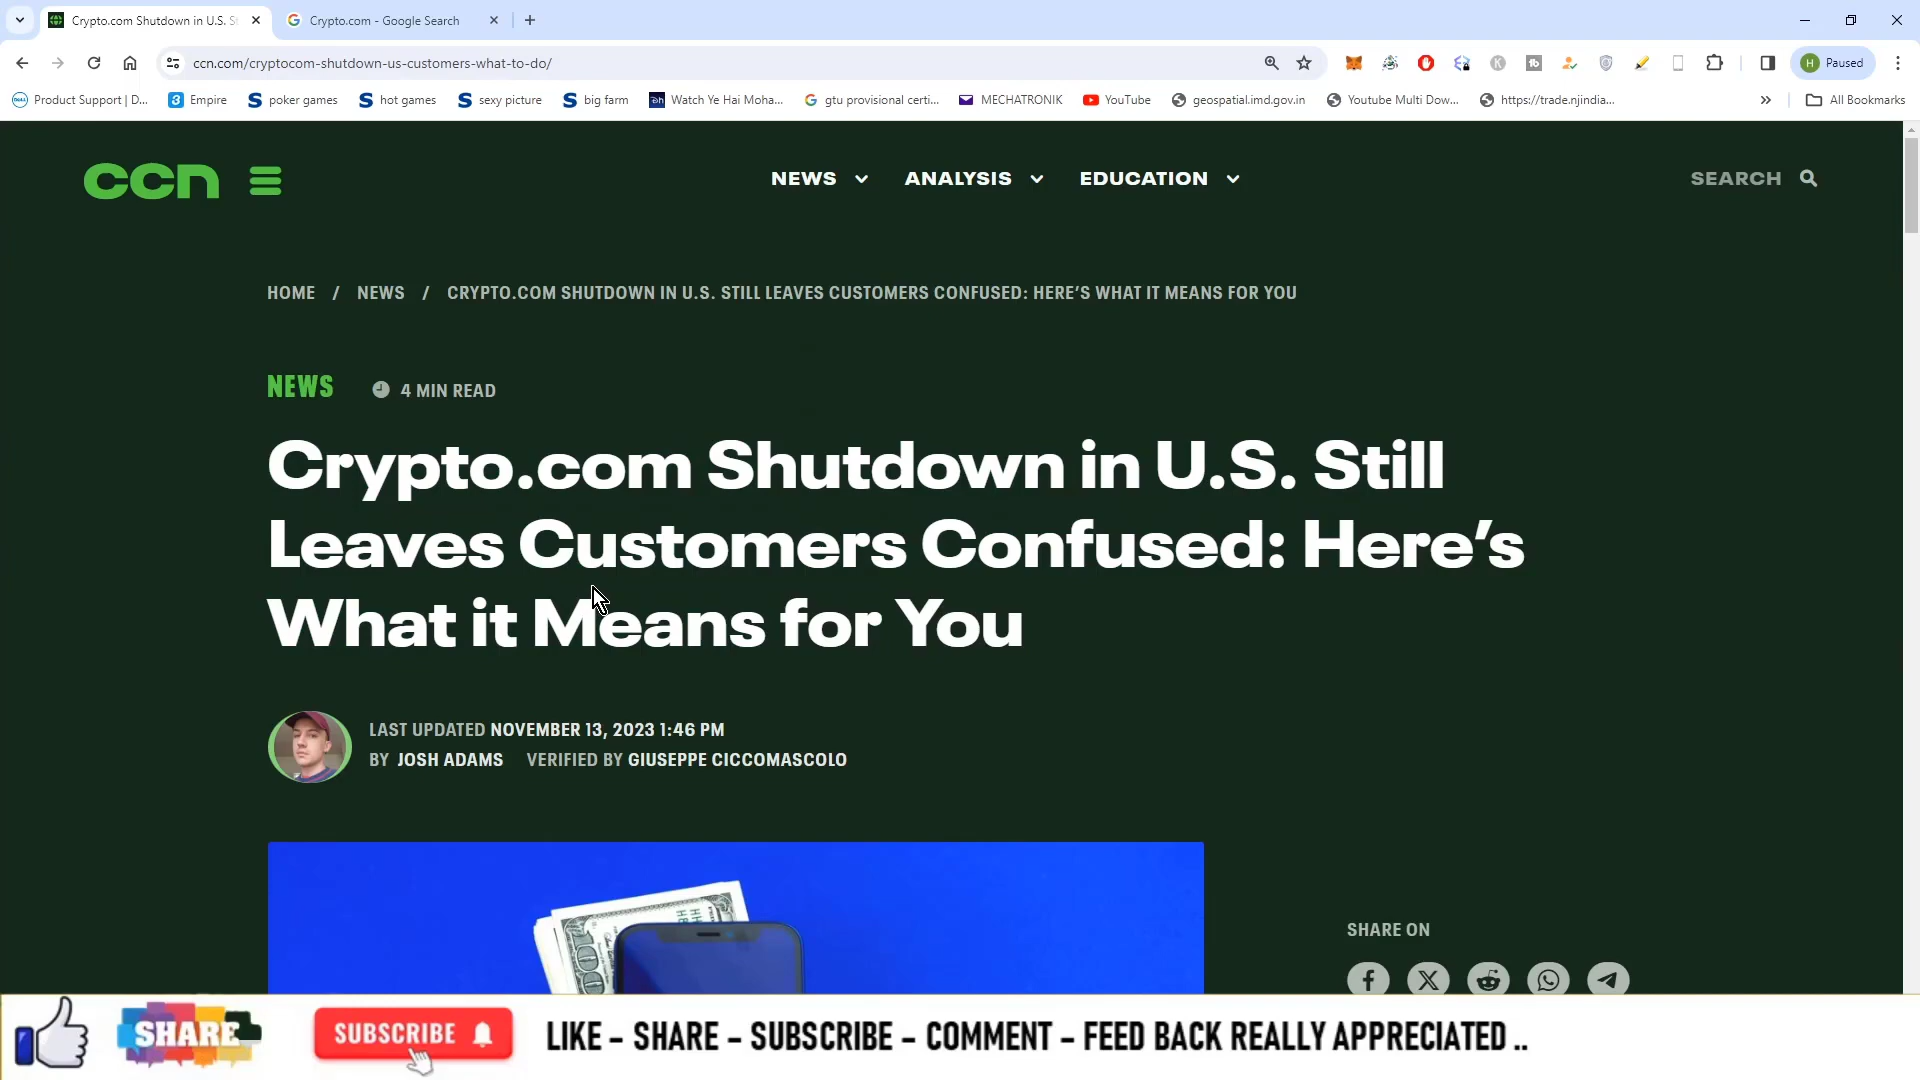 Crypto.com Shutdown in U.S. St
Crypto.com - Google Search
ccn.com/cryptocom-shutdown-us-customers-what-to-do/
H Paused
Product Support | D...
Empire
poker games
hot games
sexy picture
big farm
Watch Ye Hai Moha...
gtu provisional certi...
MECHATRONIK
YouTube
geospatial.imd.gov.in
Youtube Multi Dow...
https://trade.njindia...
All Bookmarks
ccn
NEWS
ANALYSIS
EDUCATION
SEARCH
HOME / NEWS / CRYPTO.COM SHUTDOWN IN U.S. STILL LEAVES CUSTOMERS CONFUSED: HERE'S WHAT IT MEANS FOR YOU
NEWS 4 MIN READ
Crypto.com Shutdown in U.S. Still
Leaves Customers Confused: Here's
What it Means for You
LAST UPDATED NOVEMBER 13, 2023 1:46 PM
BY JOSH ADAMS VERIFIED BY GIUSEPPE CICCOMASCOLO
100
SHARE ON
SHARE
SUBSCRIBE
LIKE - SHARE - SUBSCRIBE - COMMENT - FEED BACK REALLY APPRECIATED ..